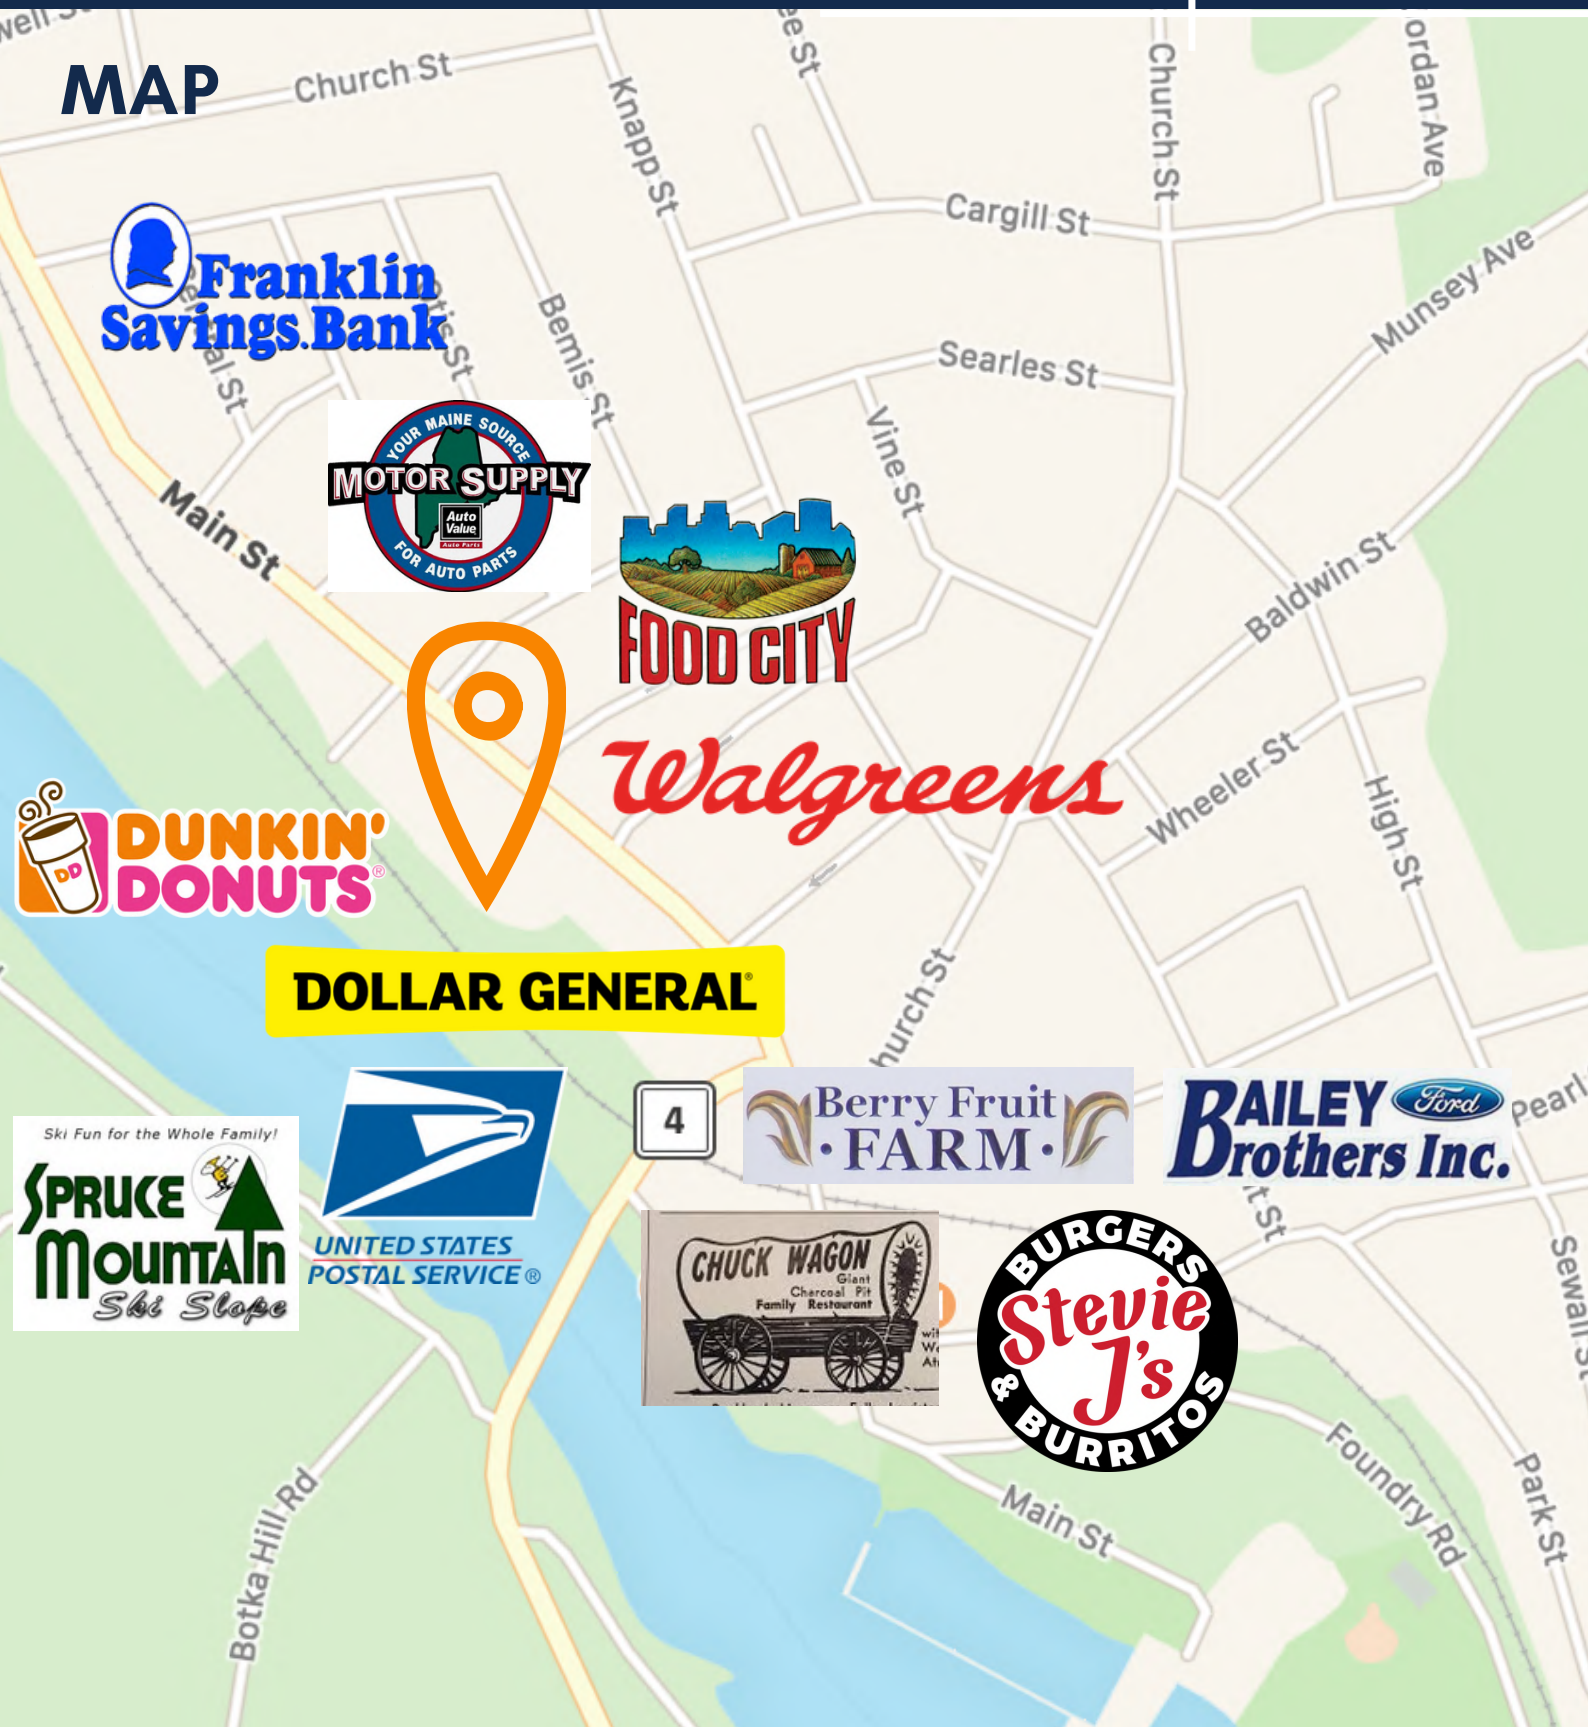 MAP
Church St
Knapp St
Church St
Cargill St
Munsey Ave
Franklin
Savings Bank
Bemis St
Searles St
Vine St
YOUR MAINE SOURCE
MOTOR SUPPLY
Auto
Value
Auto Parts
FOR AUTO PARTS
Main St
FOOD CITY
Baldwin St
Walgreens
Wheeler St
High St
DUNKIN'
DONUTS®
DOLLAR GENERAL®
4
Berry Fruit
• FARM •
BAILEY Ford
Brothers Inc.
Pearl
Ski Fun for the Whole Family!
SPRUCE
MOUNTAIN
Ski Slope
UNITED STATES
POSTAL SERVICE ®
CHUCK WAGON
Giant
Charcoal Pit
Family Restaurant
BURGERS
Stevie
J's
& BURRITOS
Main St
Foundry Rd
Park St
Botka Hill Rd